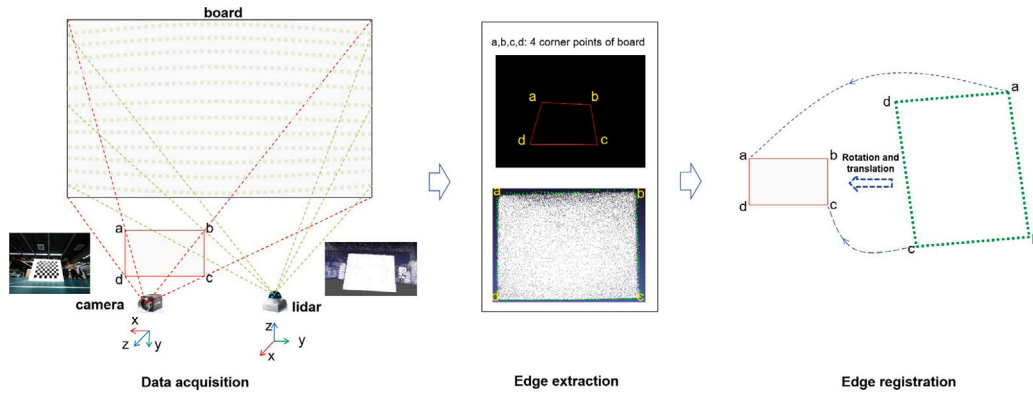 board
a
b
d
c
camera
lidar
x
z
y
z
y
x
Data acquisition
a,b,c,d: 4 corner points of board
a
b
d
c
a
b
c
Edge extraction
a
b
d
c
Rotation and
translation
d
a
c
Edge registration